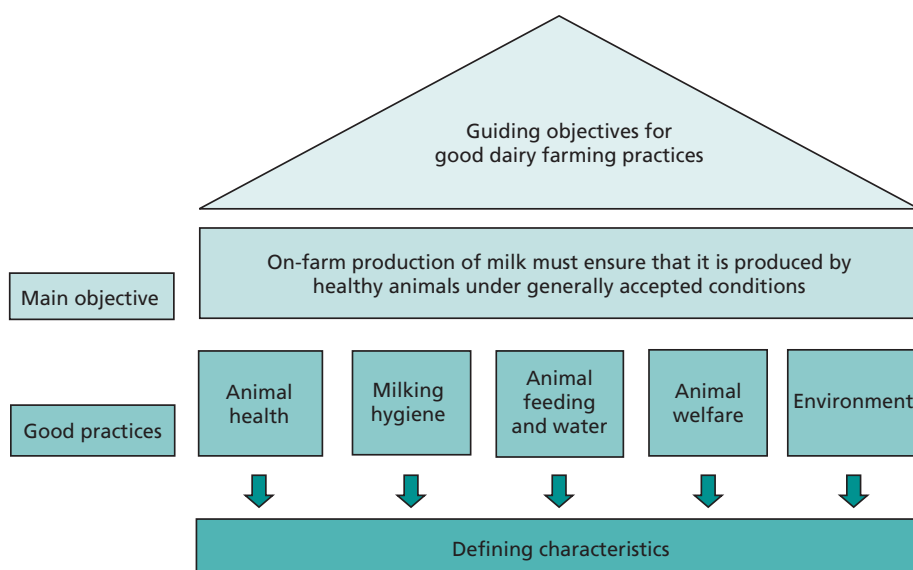 Guiding objectives for
good dairy farming practices
Main objective
On-farm production of milk must ensure that it is produced by
healthy animals under generally accepted conditions
Good practices
Animal
health
Milking
hygiene
Animal
feeding
and water
Animal
welfare
Environment
Defining characteristics